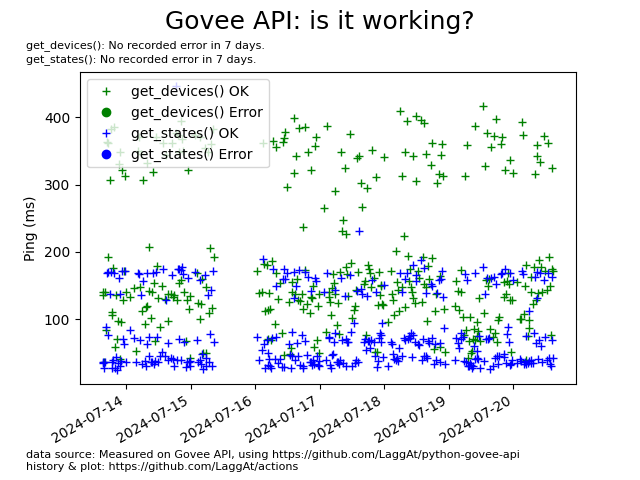 Govee API: is it working?
get_devices(): No recorded error in 7 days.
get_states(): No recorded error in 7 days.
get_devices() OK
get_devices() Error
get_states() OK
get_states() Error
Ping (ms)
400
300
200
100
2024-07-14
2024-07-15
2024-07-16
2024-07-17
2024-07-18
2024-07-19
2024-07-20
data source: Measured on Govee API, using https://github.com/LaggAt/python-govee-api
history & plot: https://github.com/LaggAt/actions